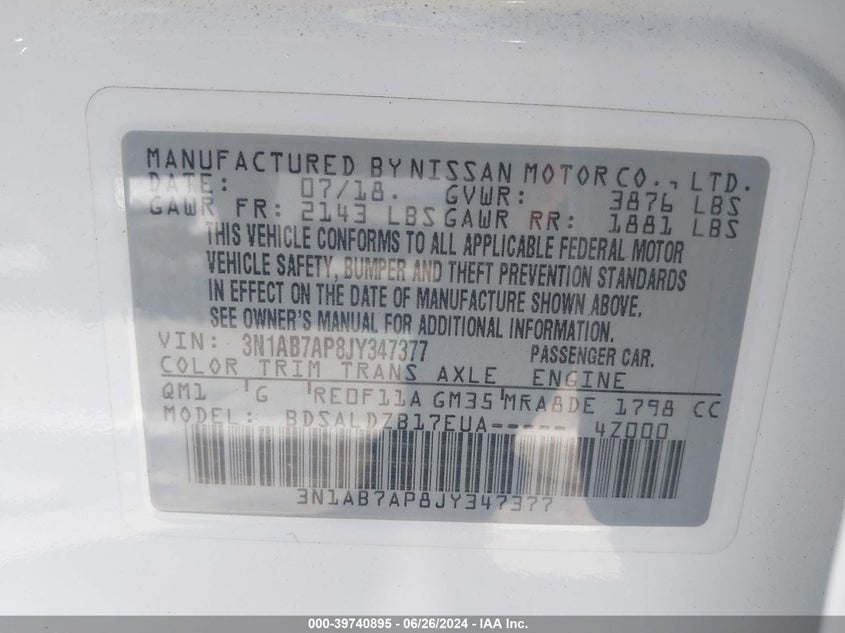 MANUFACTURED BY NISSAN MOTOR CO., LTD.
DATE: 07/18. GVWR: 3876 LBS
GAWR FR: 2143 LBS GAWR RR: 1881 LBS
THIS VEHICLE CONFORMS TO ALL APPLICABLE FEDERAL MOTOR
VEHICLE SAFETY, BUMPER AND THEFT PREVENTION STANDARDS
IN EFFECT ON THE DATE OF MANUFACTURE SHOWN ABOVE.
SEE OWNER'S MANUAL FOR ADDITIONAL INFORMATION.
VIN: 3N1AB7AP8JY347377 PASSENGER CAR.
COLOR TRIM TRANS AXLE ENGINE
QM1 G RE0F11A GM35 MRA8DE 1798 CC
MODEL: BDSALDZB17EUA----- 4Z000
3N1AB7AP8JY347377
000-39740895 - 06/26/2024 - IAA Inc.